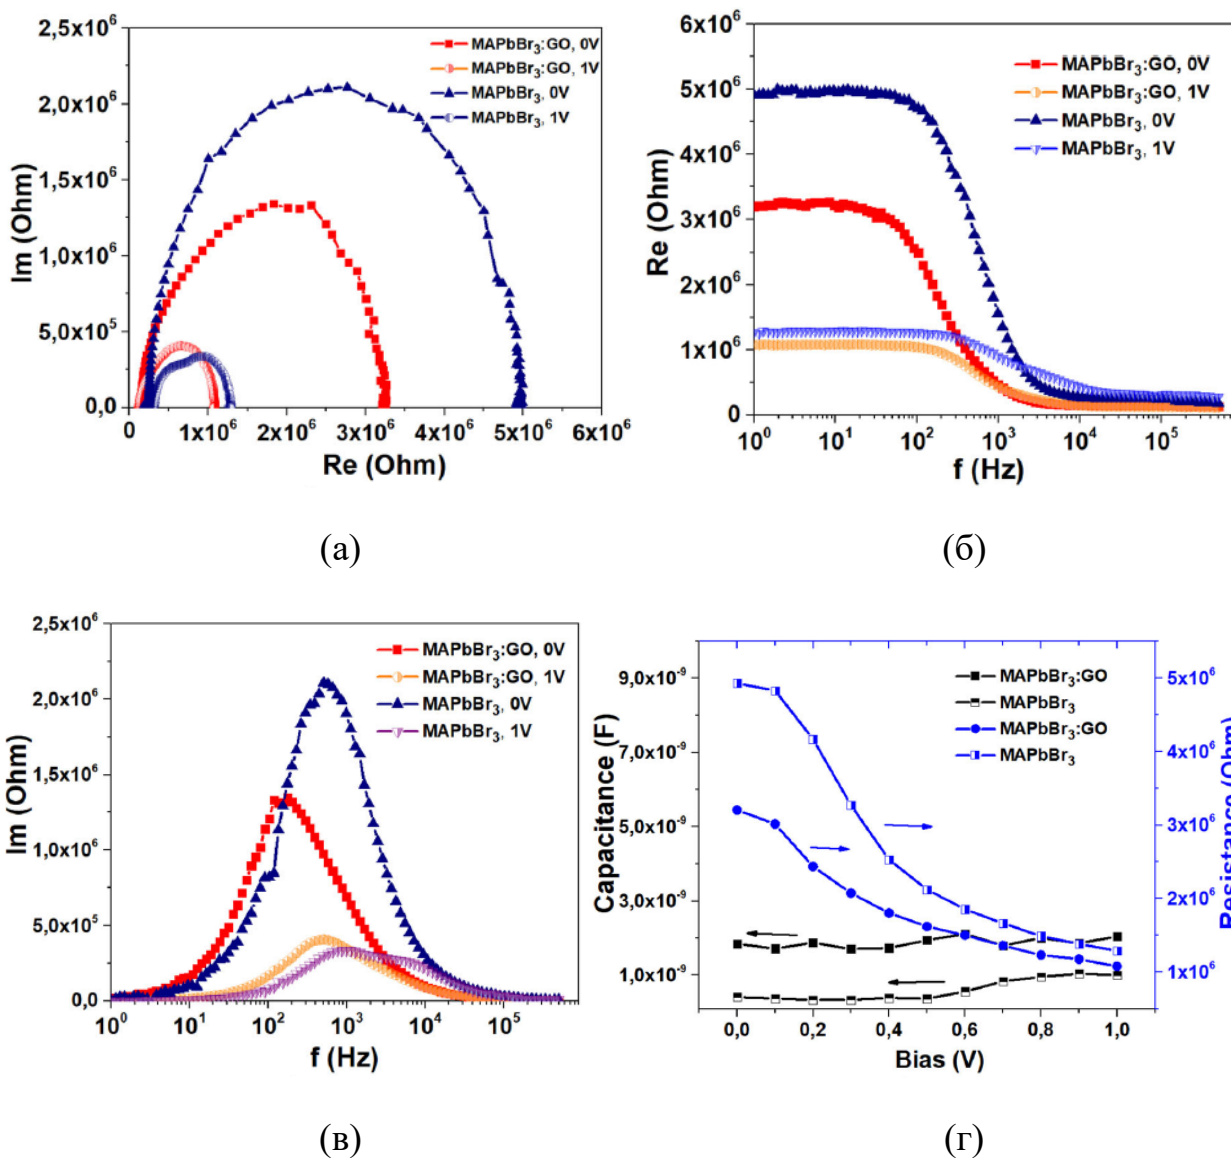 2,5x10⁶
2,0x10⁶
1,5x10⁶
1,0x10⁶
5,0x10⁵
0,0
Im (Ohm)
MAPbBr₃:GO, 0V
MAPbBr₃:GO, 1V
MAPbBr₃, 0V
MAPbBr₃, 1V
0 1x10⁶ 2x10⁶ 3x10⁶ 4x10⁶ 5x10⁶ 6x10⁶
Re (Ohm)
(а)
6x10⁶
5x10⁶
4x10⁶
3x10⁶
2x10⁶
1x10⁶
0
Re (Ohm)
MAPbBr₃:GO, 0V
MAPbBr₃:GO, 1V
MAPbBr₃, 0V
MAPbBr₃, 1V
10⁰ 10¹ 10² 10³ 10⁴ 10⁵
f (Hz)
(б)
2,5x10⁶
2,0x10⁶
1,5x10⁶
1,0x10⁶
5,0x10⁵
0,0
Im (Ohm)
MAPbBr₃:GO, 0V
MAPbBr₃:GO, 1V
MAPbBr₃, 0V
MAPbBr₃, 1V
10⁰ 10¹ 10² 10³ 10⁴ 10⁵
f (Hz)
(в)
9,0x10⁻⁹
7,0x10⁻⁹
5,0x10⁻⁹
3,0x10⁻⁹
1,0x10⁻⁹
Capacitance (F)
MAPbBr₃:GO
MAPbBr₃
MAPbBr₃:GO
MAPbBr₃
5x10⁶
4x10⁶
3x10⁶
2x10⁶
1x10⁶
Resistance (Ohm)
0,0 0,2 0,4 0,6 0,8 1,0
Bias (V)
(г)